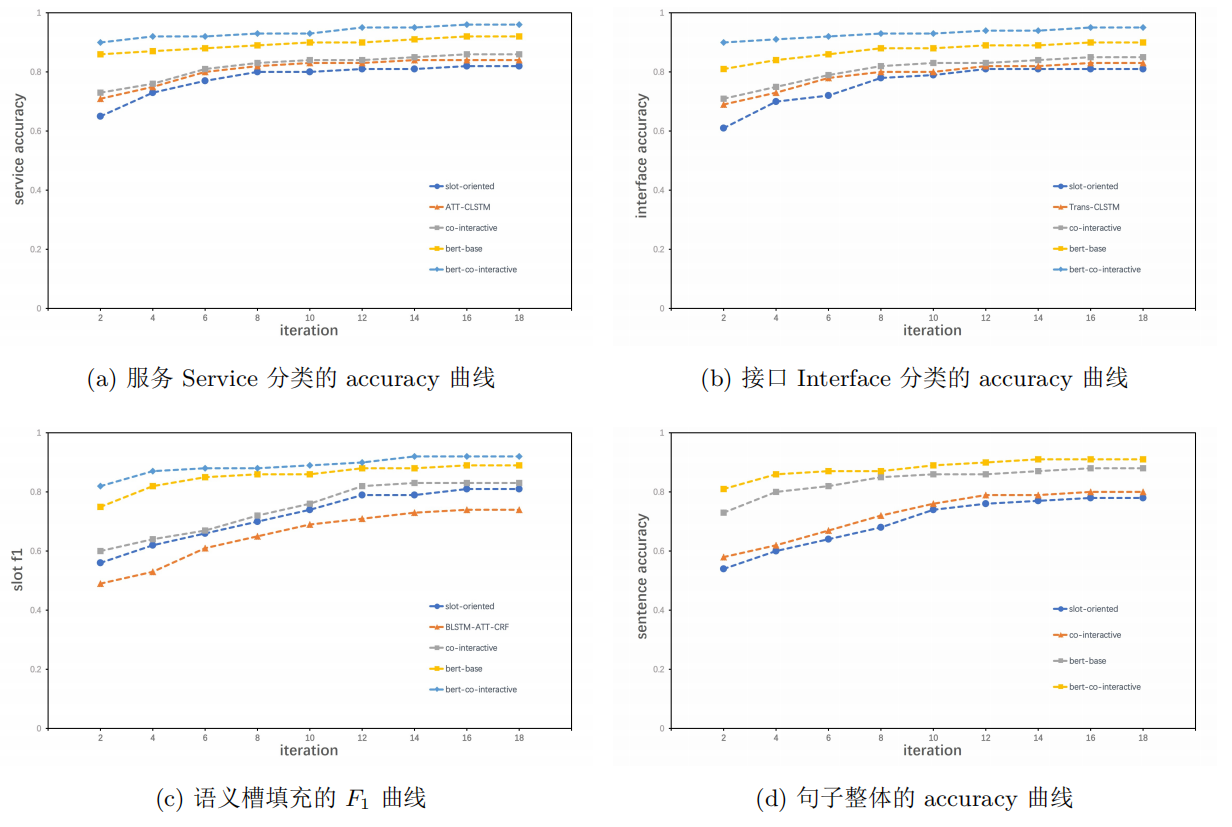 1
0.8
0.6
0.4
0.2
0
service accuracy
2 4 6 8 10 12 14 16 18
iteration
slot-oriented
ATT-CLSTM
co-interactive
bert-base
bert-co-interactive
(a) 服务 Service 分类的 accuracy 曲线
1
0.8
0.6
0.4
0.2
0
interface accuracy
2 4 6 8 10 12 14 16 18
iteration
slot-oriented
Trans-CLSTM
co-interactive
bert-base
bert-co-interactive
(b) 接口 Interface 分类的 accuracy 曲线
1
0.8
0.6
0.4
0.2
0
slot f1
2 4 6 8 10 12 14 16 18
iteration
slot-oriented
BLSTM-ATT-CRF
co-interactive
bert-base
bert-co-interactive
(c) 语义槽填充的 F₁ 曲线
1
0.8
0.6
0.4
0.2
0
sentence accuracy
2 4 6 8 10 12 14 16 18
iteration
slot-oriented
co-interactive
bert-base
bert-co-interactive
(d) 句子整体的 accuracy 曲线